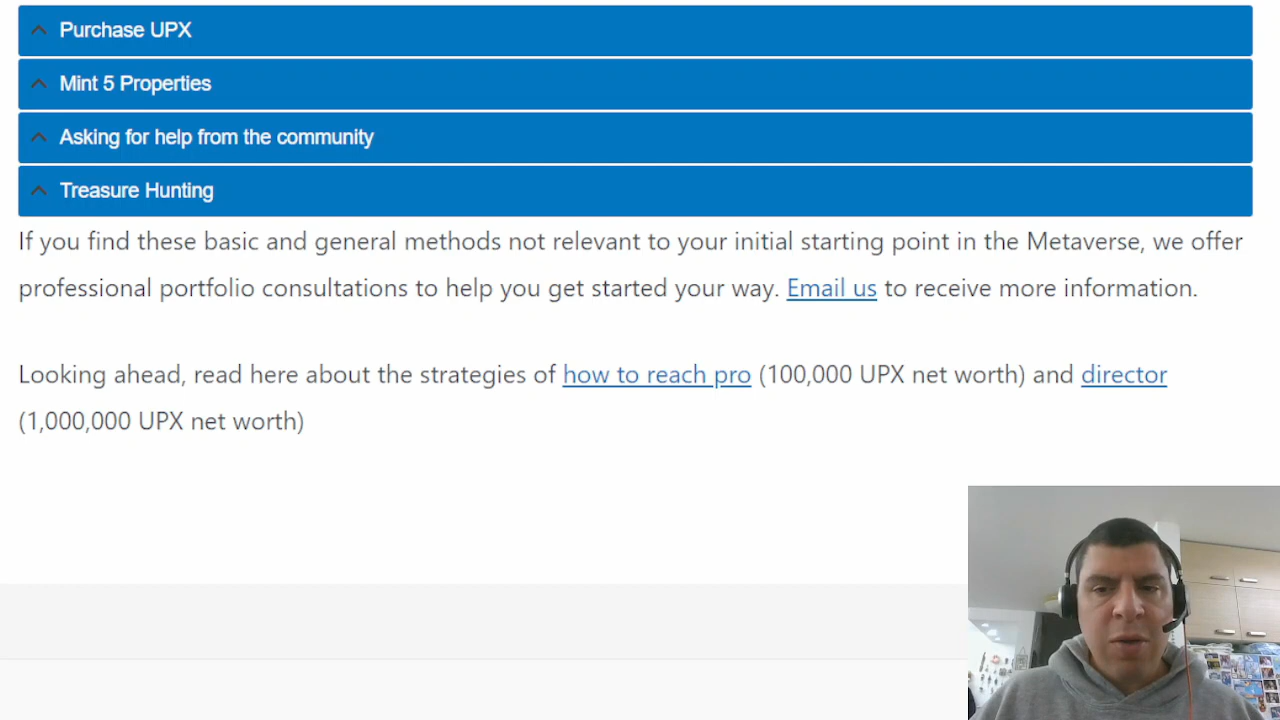 Purchase UPX
Mint 5 Properties
Asking for help from the community
Treasure Hunting
If you find these basic and general methods not relevant to your initial starting point in the Metaverse, we offer
professional portfolio consultations to help you get started your way. Email us to receive more information.
Looking ahead, read here about the strategies of how to reach pro (100,000 UPX net worth) and director
(1,000,000 UPX net worth)